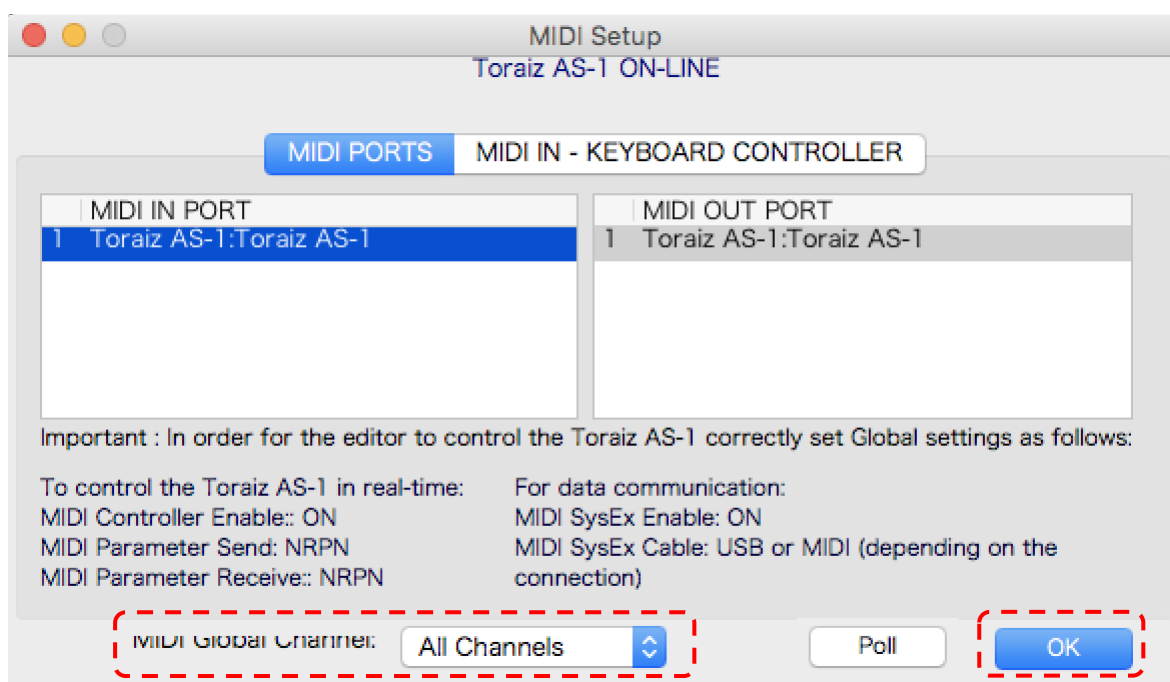 MIDI Setup
Toraiz AS-1 ON-LINE
MIDI PORTS MIDI IN - KEYBOARD CONTROLLER
MIDI IN PORT MIDI OUT PORT
1 Toraiz AS-1:Toraiz AS-1 1 Toraiz AS-1:Toraiz AS-1
Important : In order for the editor to control the Toraiz AS-1 correctly set Global settings as follows:
To control the Toraiz AS-1 in real-time:
MIDI Controller Enable:: ON
MIDI Parameter Send: NRPN
MIDI Parameter Receive:: NRPN
For data communication:
MIDI SysEx Enable: ON
MIDI SysEx Cable: USB or MIDI (depending on the
connection)
MIDI Global Channel: All Channels Poll OK